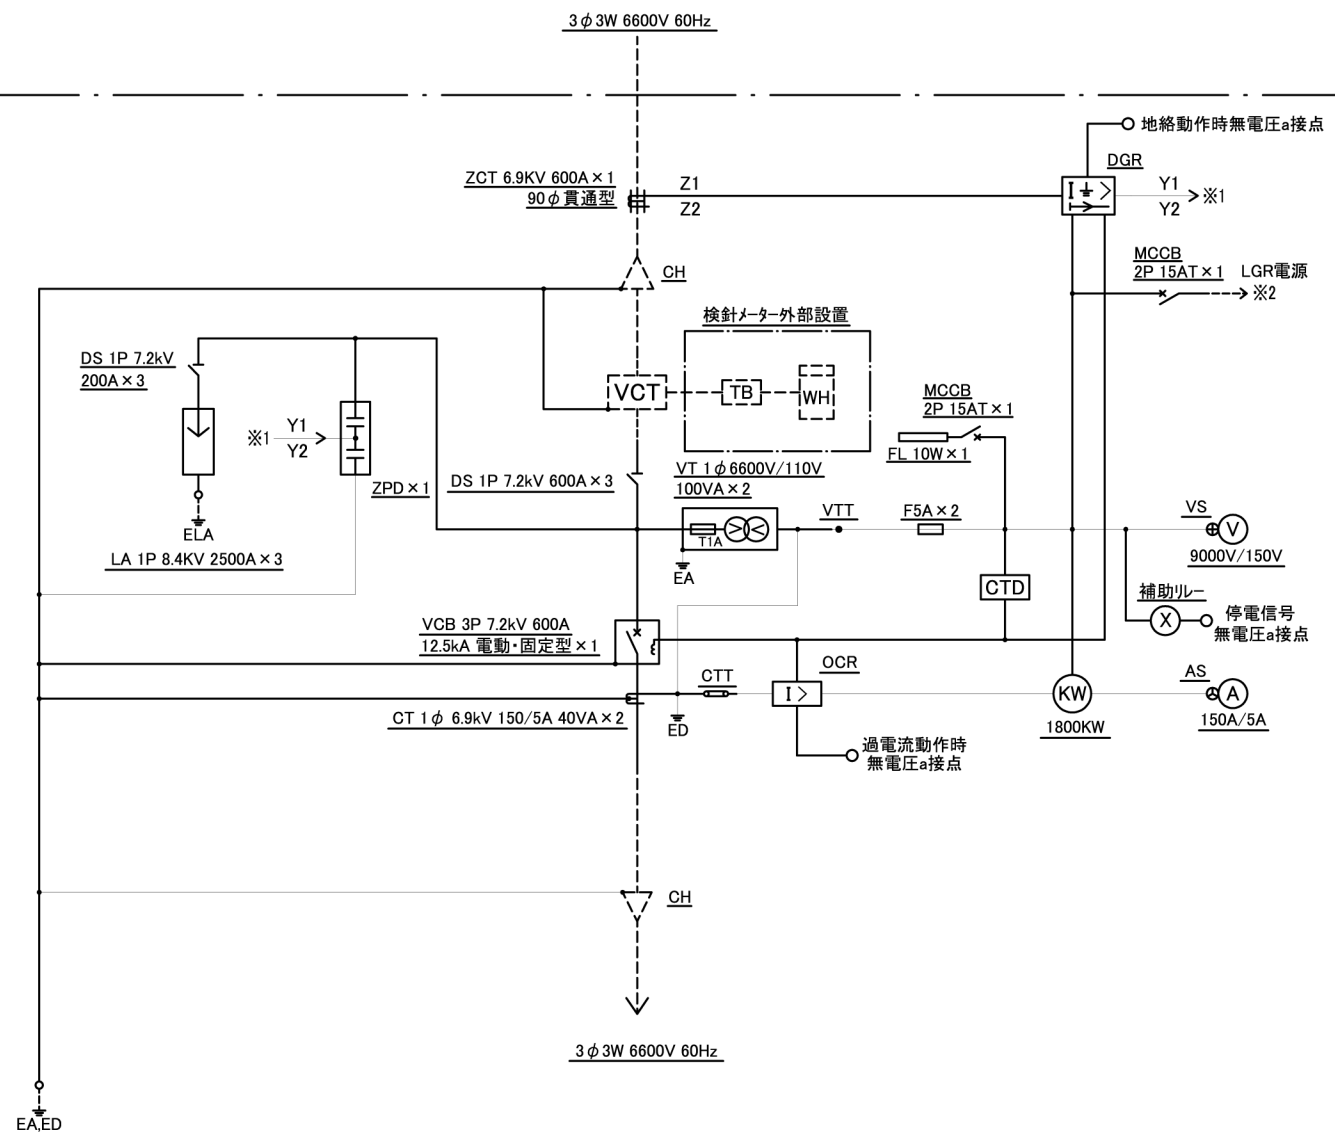 3φ3W 6600V 60Hz
地絡動作時無電圧a接点
DGR
ZCT 6.9KV 600A×1
90φ貫通型
Z1
Z2
I
Y1
Y2
※1
MCCB
2P 15AT×1
LGR電源
※2
CH
検針メーター外部設置
DS 1P 7.2kV
200A×3
VCT
TB
WH
MCCB
2P 15AT×1
FL 10W×1
※1
Y1
Y2
ZPD×1
DS 1P 7.2kV 600A×3
VT 1φ6600V/110V
100VA×2
T1A
EA
VTT
F5A×2
VS
V
9000V/150V
ELA
LA 1P 8.4KV 2500A×3
CTD
補助リレー
X
停電信号
無電圧a接点
VCB 3P 7.2kV 600A
12.5kA 電動・固定型×1
CTT
OCR
I
KW
1800KW
AS
A
150A/5A
CT 1φ 6.9kV 150/5A 40VA×2
ED
過電流動作時
無電圧a接点
CH
3φ3W 6600V 60Hz
EA,ED